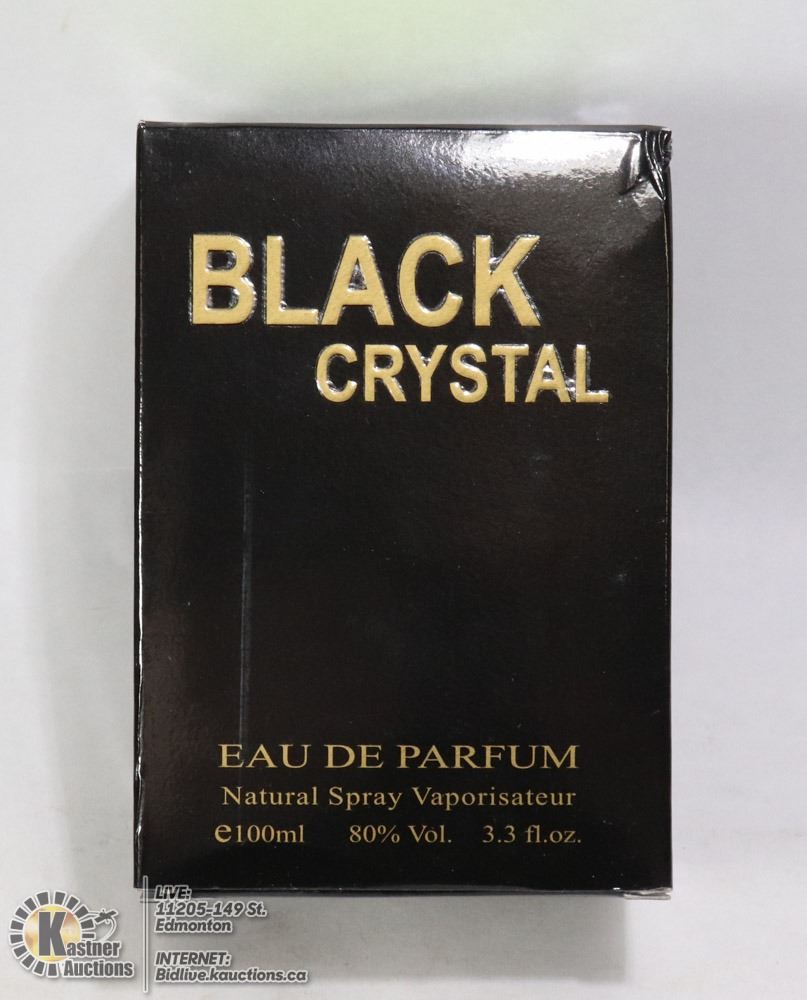 BLACK
CRYSTAL
EAU DE PARFUM
Natural Spray Vaporisateur
e100ml 80% Vol. 3.3 fl.oz.
Kastner
Auctions
LIVE:
11205-149 St.
Edmonton
INTERNET:
Bidlive.kauctions.ca